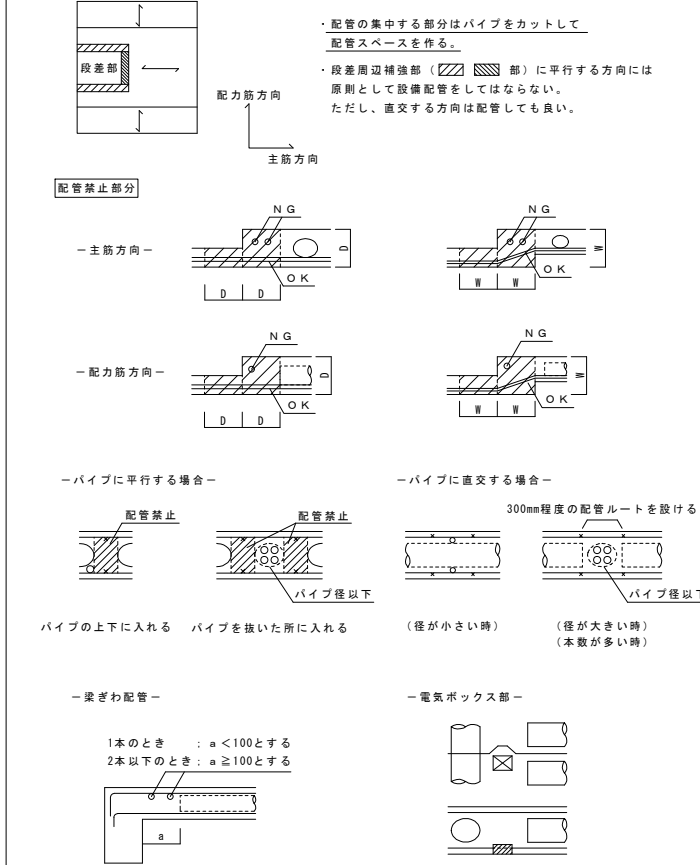 ・配管の集中する部分はパイプをカットして
配管スペースを作る。
段差部
・段差周辺補強部（ 部）に平行する方向には
原則として設備配管をしてはならない。
ただし、直交する方向は配管しても良い。
配力筋方向
主筋方向
配管禁止部分
－主筋方向－
NG
D
OK
D D
NG
W
OK
W W
－配力筋方向－
NG
D
OK
D D
NG
W
OK
W W
－パイプに平行する場合－
－パイプに直交する場合－
配管禁止
配管禁止
300mm程度の配管ルートを設ける
パイプ径以下
パイプ径以下
パイプの上下に入れる
パイプを抜いた所に入れる
（径が小さい時）
（径が大きい時）
（本数が多い時）
－梁ぎわ配管－
－電気ボックス部－
1本のとき ；a＜100とする
2本以下のとき；a≧100とする
a